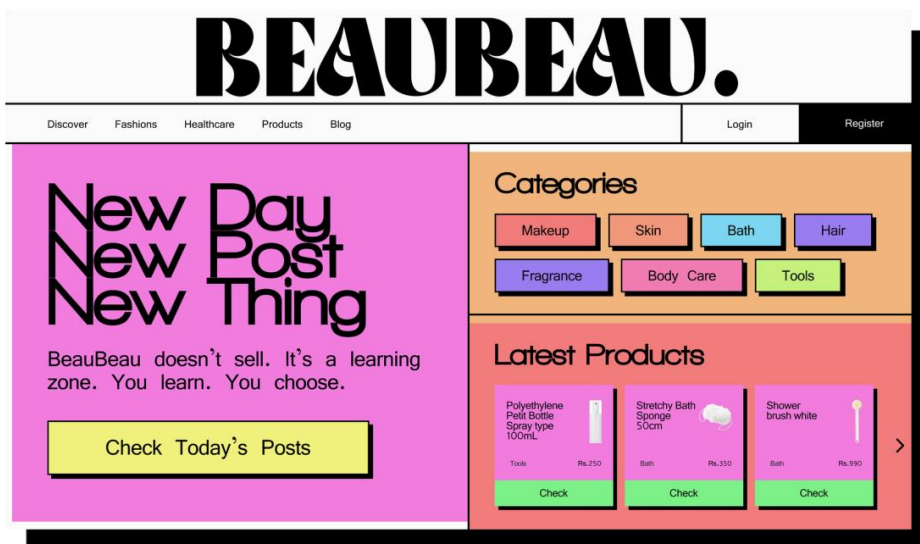 BEAUBEAU.
Discover Fashions Healthcare Products Blog Login Register
New Day
New Post
New Thing
BeauBeau doesn't sell. It's a learning
zone. You learn. You choose.
Check Today's Posts
Categories
Makeup Skin Bath Hair
Fragrance Body Care Tools
Latest Products
Polyethylene
Petit Bottle
Spray type
100mL
Tools Rs.250
Check
Stretchy Bath
Sponge
50cm
Bath Rs.350
Check
Shower
brush white
Bath Rs.990
Check